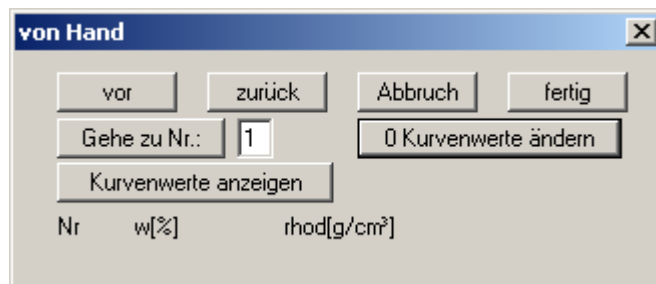 von Hand
vor zurück Abbruch fertig
Gehe zu Nr.: 1 0 Kurvenwerte ändern
Kurvenwerte anzeigen
Nr w[%] rhod[g/cm³]